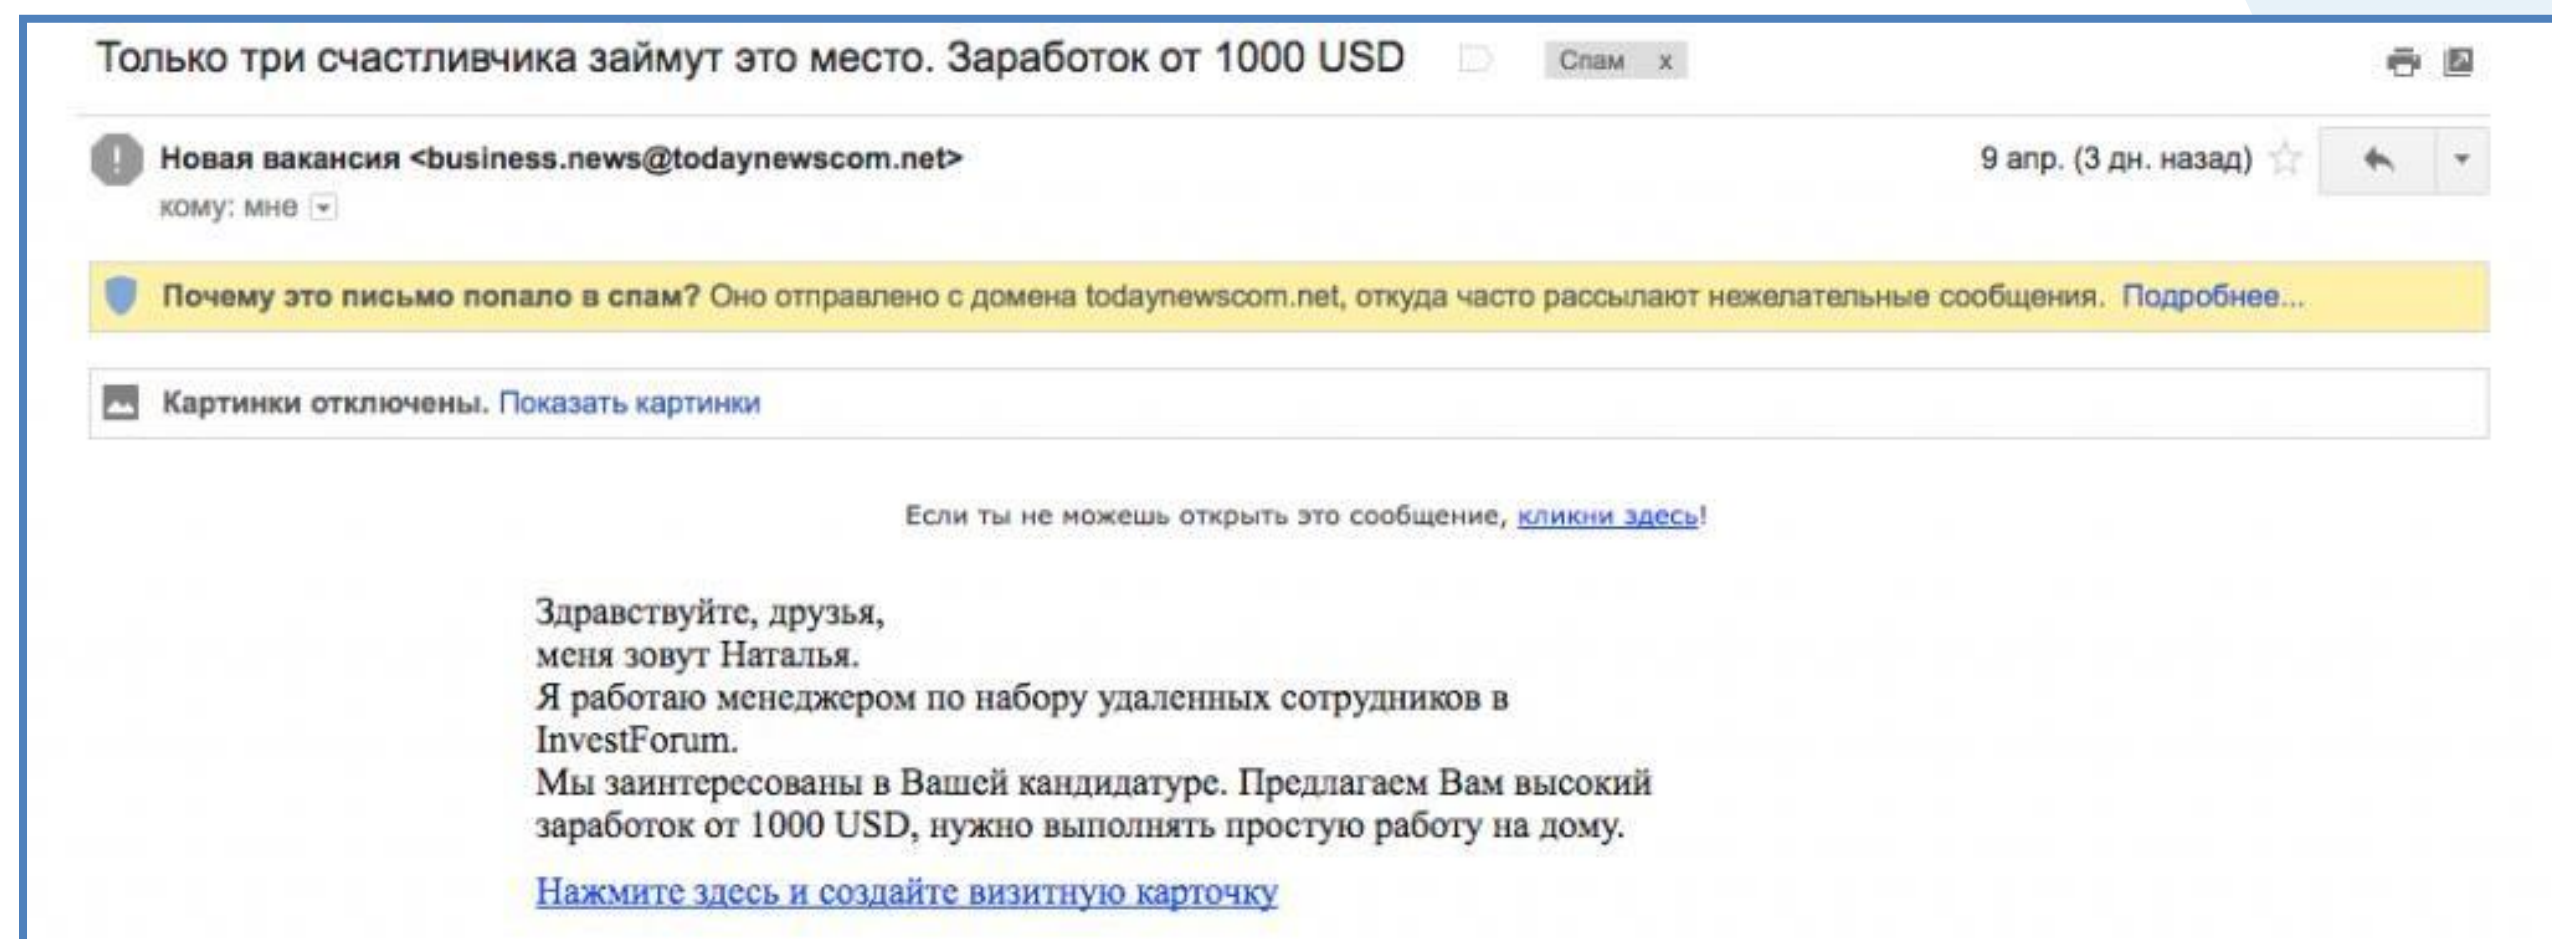 Только три счастливчика займут это место. Заработок от 1000 USD Спам x
Новая вакансия <business.news@todaynewscom.net> 9 апр. (3 дн. назад)
кому: мне
Почему это письмо попало в спам? Оно отправлено с домена todaynewscom.net, откуда часто рассылают нежелательные сообщения. Подробнее...
Картинки отключены. Показать картинки
Если ты не можешь открыть это сообщение, кликни здесь!
Здравствуйте, друзья,
меня зовут Наталья.
Я работаю менеджером по набору удаленных сотрудников в
InvestForum.
Мы заинтересованы в Вашей кандидатуре. Предлагаем Вам высокий
заработок от 1000 USD, нужно выполнять простую работу на дому.
Нажмите здесь и создайте визитную карточку